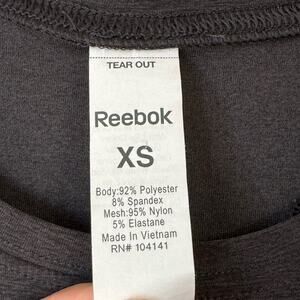 TEAR OUT
Reebok
XS
Body:92% Polyester
8% Spandex
Mesh:95% Nylon
5% Elastane
Made In Vietnam
RN# 104141